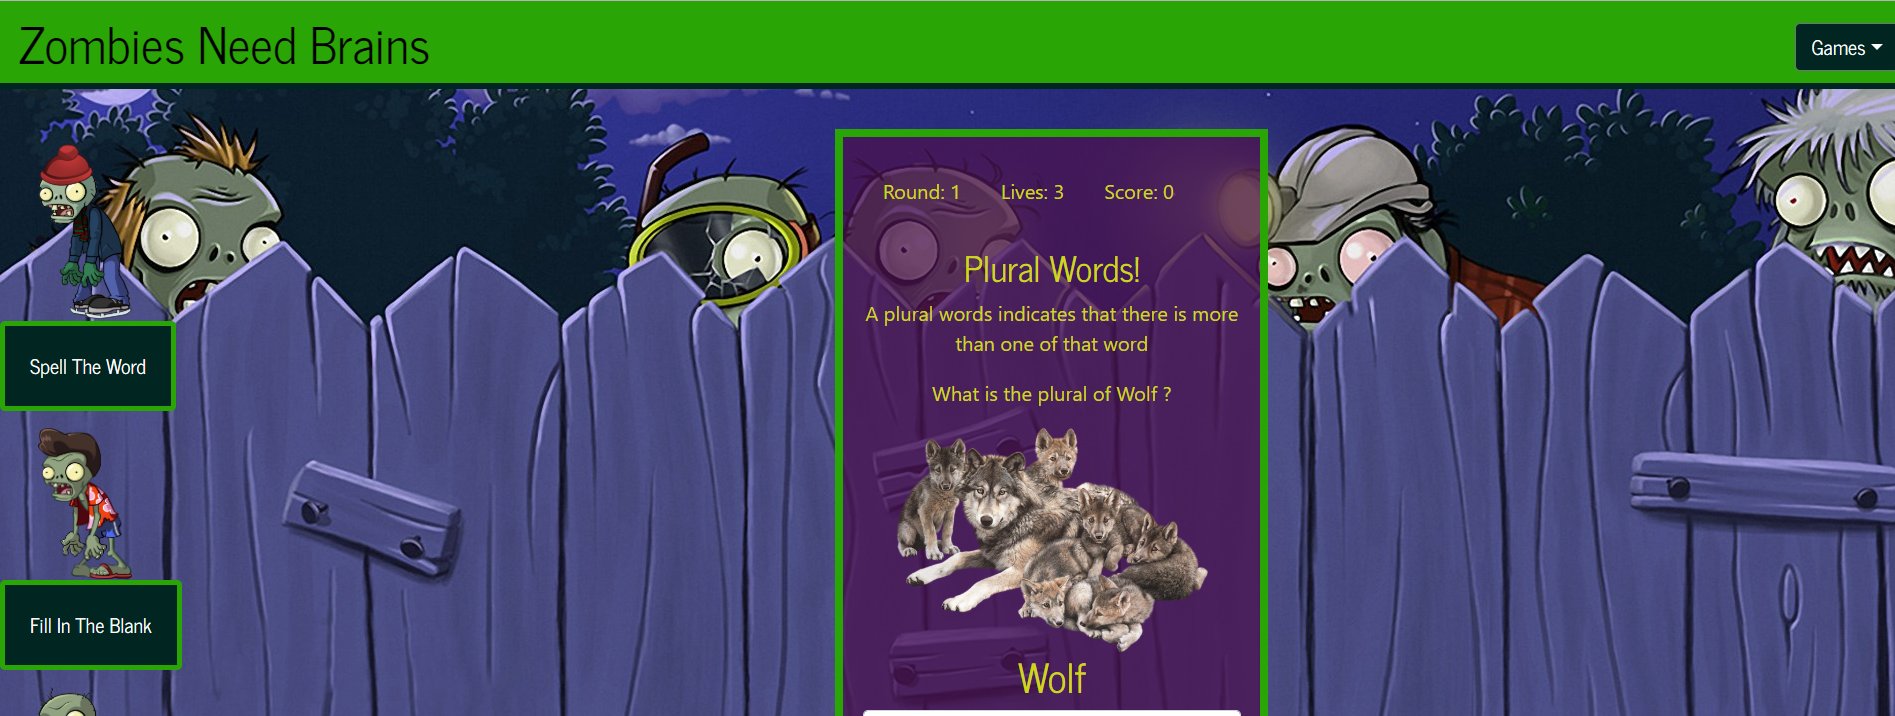 Zombies Need Brains
Games
Round: 1 Lives: 3 Score: 0
Plural Words!
A plural words indicates that there is more
than one of that word
What is the plural of Wolf ?
Wolf
Spell The Word
Fill In The Blank